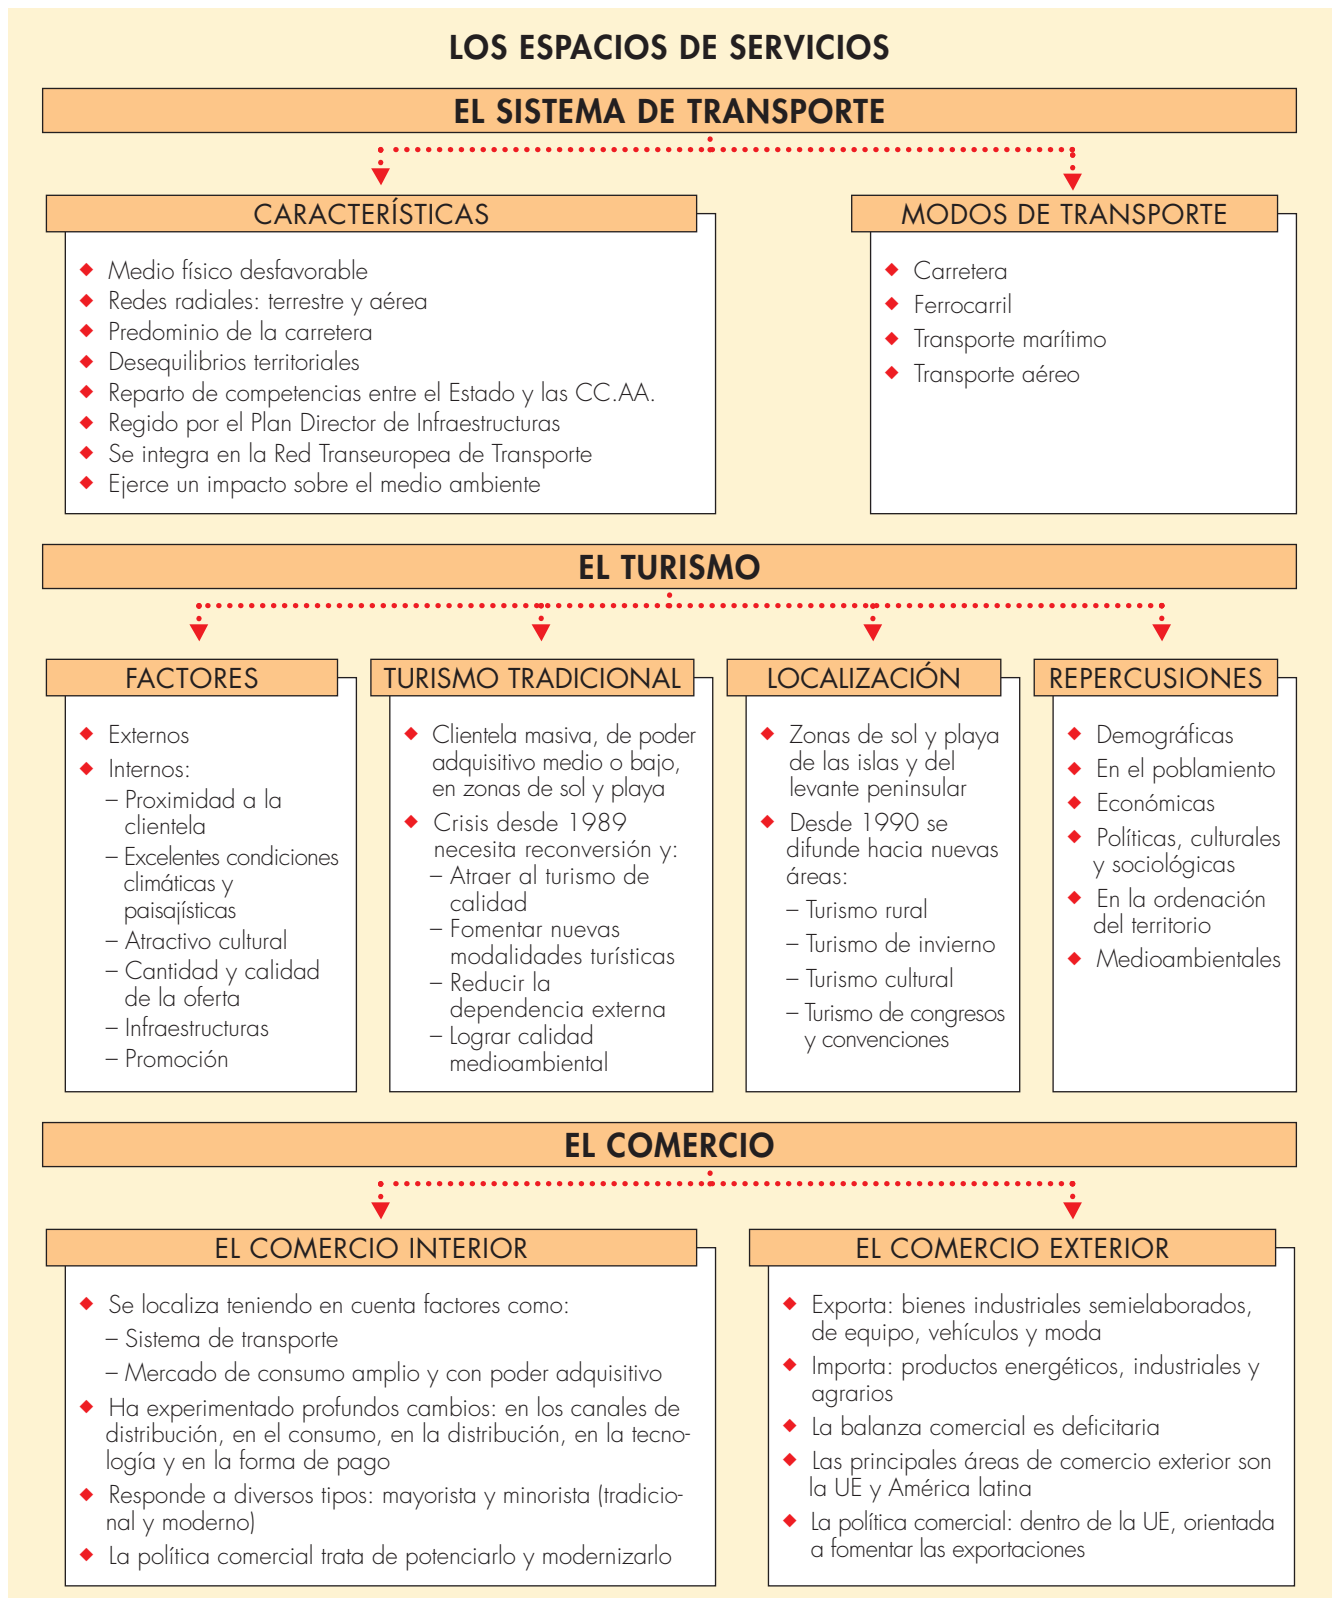 LOS ESPACIOS DE SERVICIOS
EL SISTEMA DE TRANSPORTE
CARACTERÍSTICAS
◆ Medio físico desfavorable
◆ Redes radiales: terrestre y aérea
◆ Predominio de la carretera
◆ Desequilibrios territoriales
◆ Reparto de competencias entre el Estado y las CC.AA.
◆ Regido por el Plan Director de Infraestructuras
◆ Se integra en la Red Transeuropea de Transporte
◆ Ejerce un impacto sobre el medio ambiente
MODOS DE TRANSPORTE
◆ Carretera
◆ Ferrocarril
◆ Transporte marítimo
◆ Transporte aéreo
EL TURISMO
FACTORES
◆ Externos
◆ Internos:
– Proximidad a la
clientela
– Excelentes condiciones
climáticas y
paisajísticas
– Atractivo cultural
– Cantidad y calidad
de la oferta
– Infraestructuras
– Promoción
TURISMO TRADICIONAL
◆ Clientela masiva, de poder
adquisitivo medio o bajo,
en zonas de sol y playa
◆ Crisis desde 1989
necesita reconversión y:
– Atraer al turismo de
calidad
– Fomentar nuevas
modalidades turísticas
– Reducir la
dependencia externa
– Lograr calidad
medioambiental
LOCALIZACIÓN
◆ Zonas de sol y playa
de las islas y del
levante peninsular
◆ Desde 1990 se
difunde hacia nuevas
áreas:
– Turismo rural
– Turismo de invierno
– Turismo cultural
– Turismo de congresos
y convenciones
REPERCUSIONES
◆ Demográficas
◆ En el poblamiento
◆ Económicas
◆ Políticas, culturales
y sociológicas
◆ En la ordenación
del territorio
◆ Medioambientales
EL COMERCIO
EL COMERCIO INTERIOR
◆ Se localiza teniendo en cuenta factores como:
– Sistema de transporte
– Mercado de consumo amplio y con poder adquisitivo
◆ Ha experimentado profundos cambios: en los canales de
distribución, en el consumo, en la distribución, en la tecno-
logía y en la forma de pago
◆ Responde a diversos tipos: mayorista y minorista (tradicio-
nal y moderno)
◆ La política comercial trata de potenciarlo y modernizarlo
EL COMERCIO EXTERIOR
◆ Exporta: bienes industriales semielaborados,
de equipo, vehículos y moda
◆ Importa: productos energéticos, industriales y
agrarios
◆ La balanza comercial es deficitaria
◆ Las principales áreas de comercio exterior son
la UE y América latina
◆ La política comercial: dentro de la UE, orientada
a fomentar las exportaciones